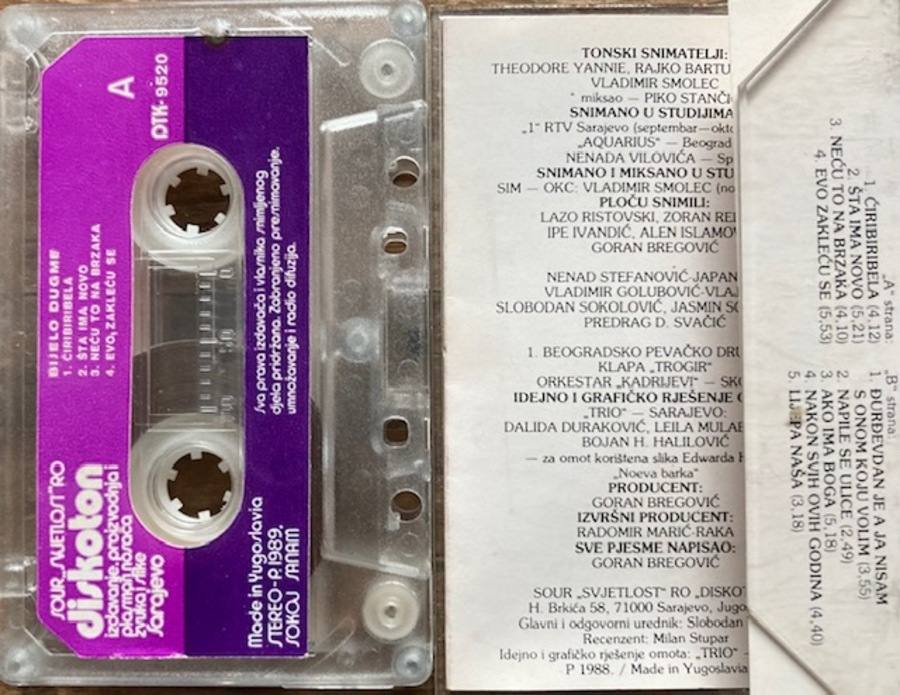 A
DTK-9520
BIJELO DUGME
1. ĆIRIBIRIBELA
2. ŠTA IMA NOVO
3. NEĆU TO NA BRZAKA
4. EVO, ZAKLEĆU SE
SOUR „SVJETLOST“ RO
diskoton
izdavanje, proizvodnja i
plasman nosača
zvuka i slike
Sarajevo
Sva prava izdavača i vlasnika snimljenog
djela pridržana. Zabranjeno presnimavanje,
umnožavanje i radio difuzija.
Made in Yugoslavia
STEREO-P.1989.
SOKOJ SAMAM
50
0
TONSKI SNIMATELJI:
THEODORE YANNIE, RAJKO BARTU
VLADIMIR SMOLEC
miksao — PIKO STANČI
SNIMANO U STUDIJIMA
„1“ RTV Sarajevo (septembar—okto
„AQUARIUS“ — Beograd
NENADA VILOVIĆA — Sp
SNIMANO I MIKSANO U STU
SIM — OKC: VLADIMIR SMOLEC (no
PLOČU SNIMILI:
LAZO RISTOVSKI, ZORAN REI
IPE IVANDIĆ, ALEN ISLAMOV
GORAN BREGOVIĆ
NENAD STEFANOVIĆ-JAPAN
VLADIMIR GOLUBOVIĆ-VLA
SLOBODAN SOKOLOVIĆ, JASMIN SO
PREDRAG D. SVAČIĆ
1. BEOGRADSKO PEVAČKO DRU
KLAPA „TROGIR“
ORKESTAR „KADRIJEVI“ — SKO
IDEJNO I GRAFIČKO RJEŠENJE O
„TRIO“ — SARAJEVO:
DALIDA DURAKOVIĆ, LEILA MULAB
BOJAN H. HALILOVIĆ
— za omot korištena slika Edwarda H
„Noeva barka“
PRODUCENT:
GORAN BREGOVIĆ
IZVRŠNI PRODUCENT:
RADOMIR MARIĆ-RAKA
SVE PJESME NAPISAO:
GORAN BREGOVIĆ
SOUR „SVJETLOST“ RO „DISKO
H. Brkića 58, 71000 Sarajevo, Jugo
Glavni i odgovorni urednik: Slobodan
Recenzent: Milan Stupar
Idejno i grafičko rješenje omota: „TRIO“ —
P 1988. / Made in Yugoslavia
„A“ strana:
1. ĆIRIBIRIBELA (4,12)
2. ŠTA IMA NOVO (5,21)
3. NEĆU TO NA BRZAKA (4,10)
4. EVO ZAKLEĆU SE (5,53)
„B“ strana:
1. ĐURĐEVDAN JE A JA NISAM
S ONOM KOJU VOLIM (3,55)
2. NAPILE SE ULICE (2,49)
3. AKO IMA BOGA (5,18)
4. NAKON SVIH OVIH GODINA (4,40)
5. LIJEPA NAŠA (3,18)